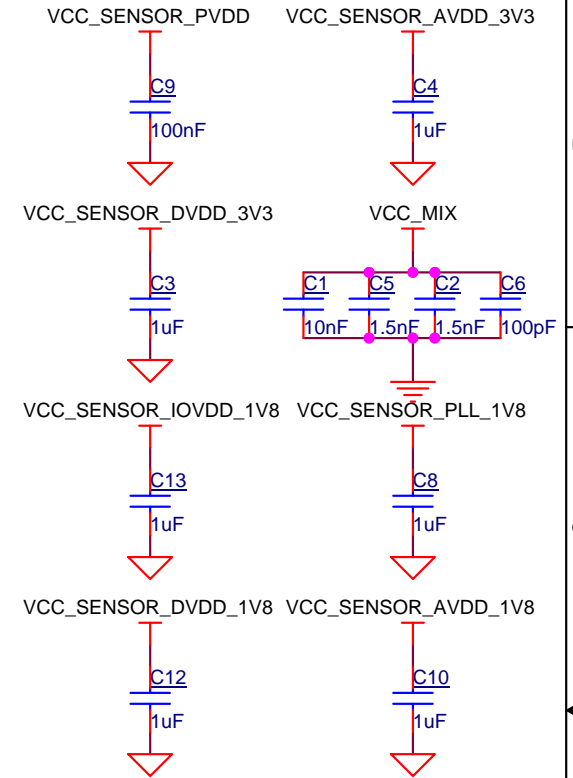 VCC_SENSOR_PVDD VCC_SENSOR_AVDD_3V3
C9 C4
100nF 1uF
VCC_SENSOR_DVDD_3V3 VCC_MIX
C3 C1 C5 C2 C6
1uF 10nF 1.5nF 1.5nF 100pF
VCC_SENSOR_IOVDD_1V8 VCC_SENSOR_PLL_1V8
C13 C8
1uF 1uF
VCC_SENSOR_DVDD_1V8 VCC_SENSOR_AVDD_1V8
C12 C10
1uF 1uF